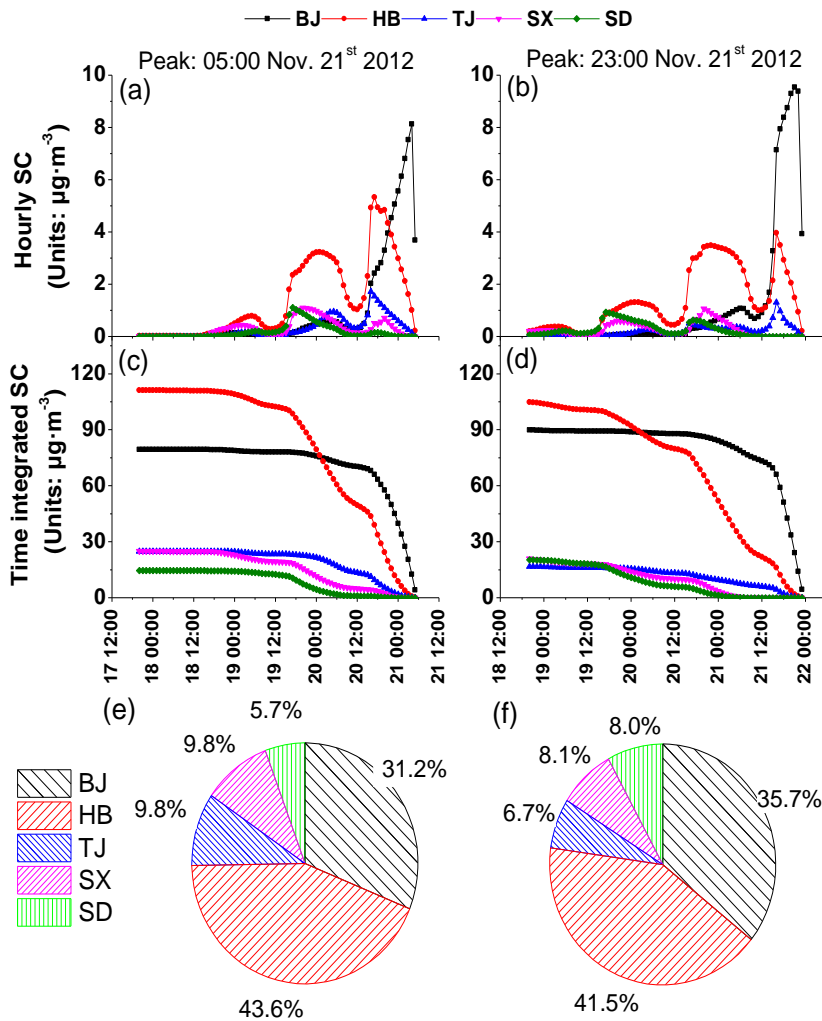 BJ HB TJ SX SD
Peak: 05:00 Nov. 21st 2012
Peak: 23:00 Nov. 21st 2012
Hourly SC
(Units: µg·m-3)
(a)
10
8
6
4
2
0
(b)
10
8
6
4
2
0
Time integrated SC
(Units: µg·m-3)
(c)
120
90
60
30
0
(d)
120
90
60
30
0
17 12:00
18 00:00
18 12:00
19 00:00
19 12:00
20 00:00
20 12:00
21 00:00
21 12:00
18 12:00
19 00:00
19 12:00
20 00:00
20 12:00
21 00:00
21 12:00
22 00:00
BJ
HB
TJ
SX
SD
(e)
5.7%
9.8%
31.2%
9.8%
43.6%
(f)
8.0%
8.1%
35.7%
6.7%
41.5%